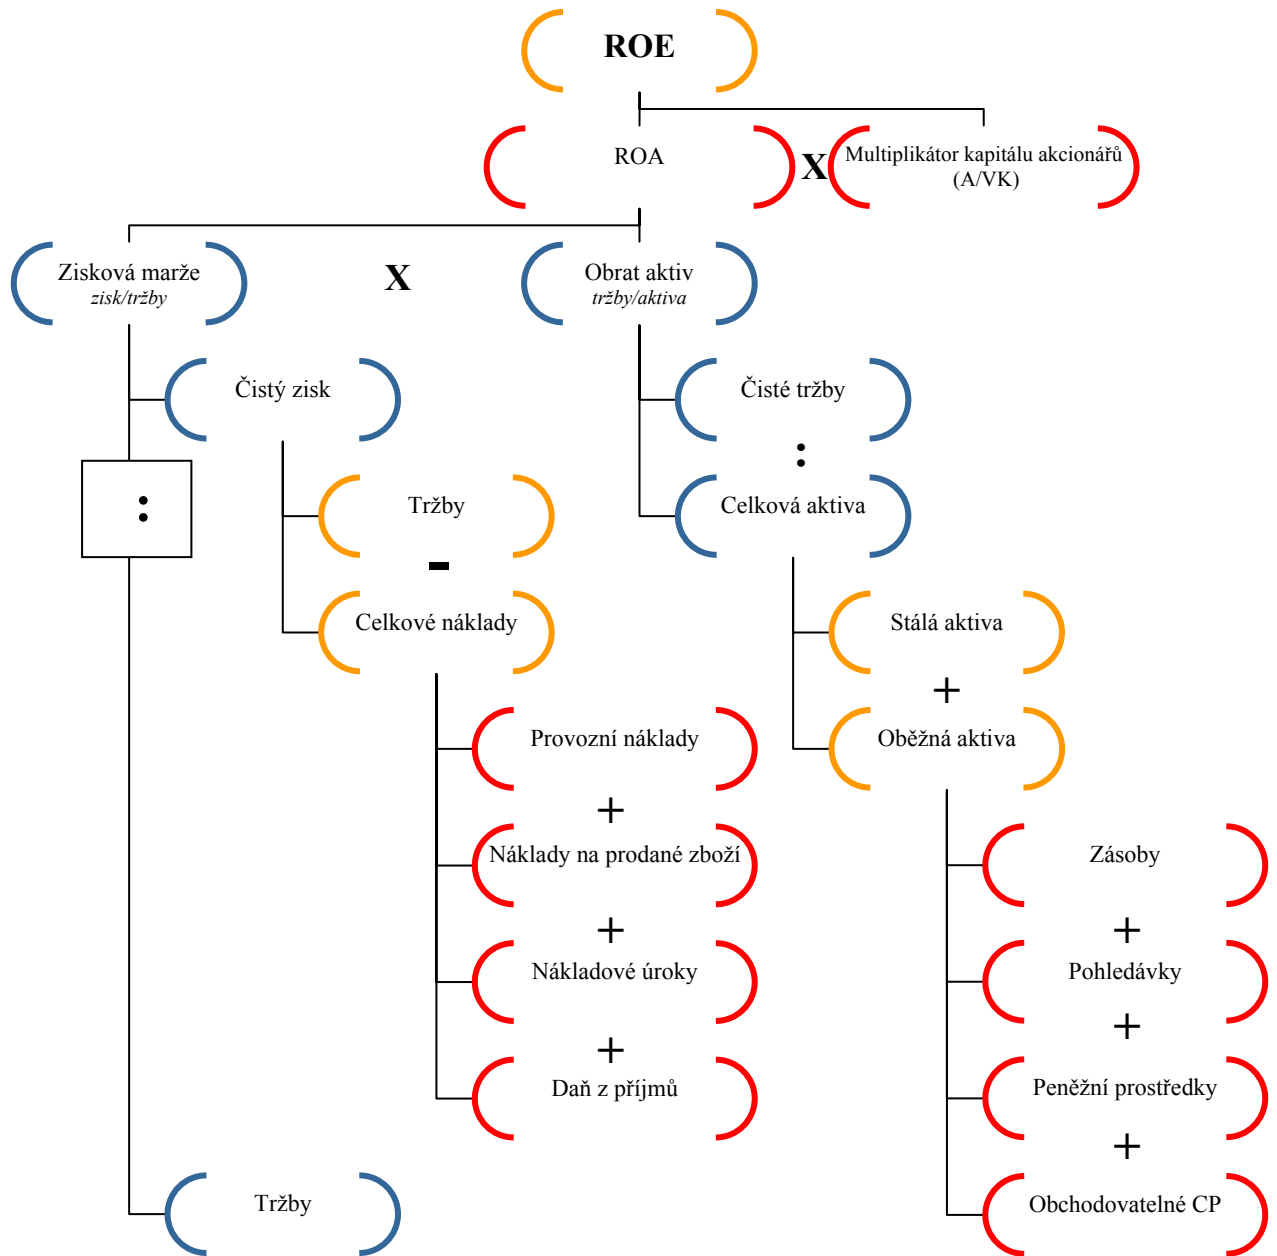 ROE
ROA
X
Multiplikátor kapitálu akcionářů
(A/VK)
Zisková marže
zisk/tržby
X
Obrat aktiv
tržby/aktiva
Čistý zisk
Čisté tržby
:
:
Tržby
Celková aktiva
-
Celkové náklady
Stálá aktiva
+
Provozní náklady
Oběžná aktiva
+
Náklady na prodané zboží
Zásoby
+
+
Nákladové úroky
Pohledávky
+
+
Daň z příjmů
Peněžní prostředky
+
Tržby
Obchodovatelné CP